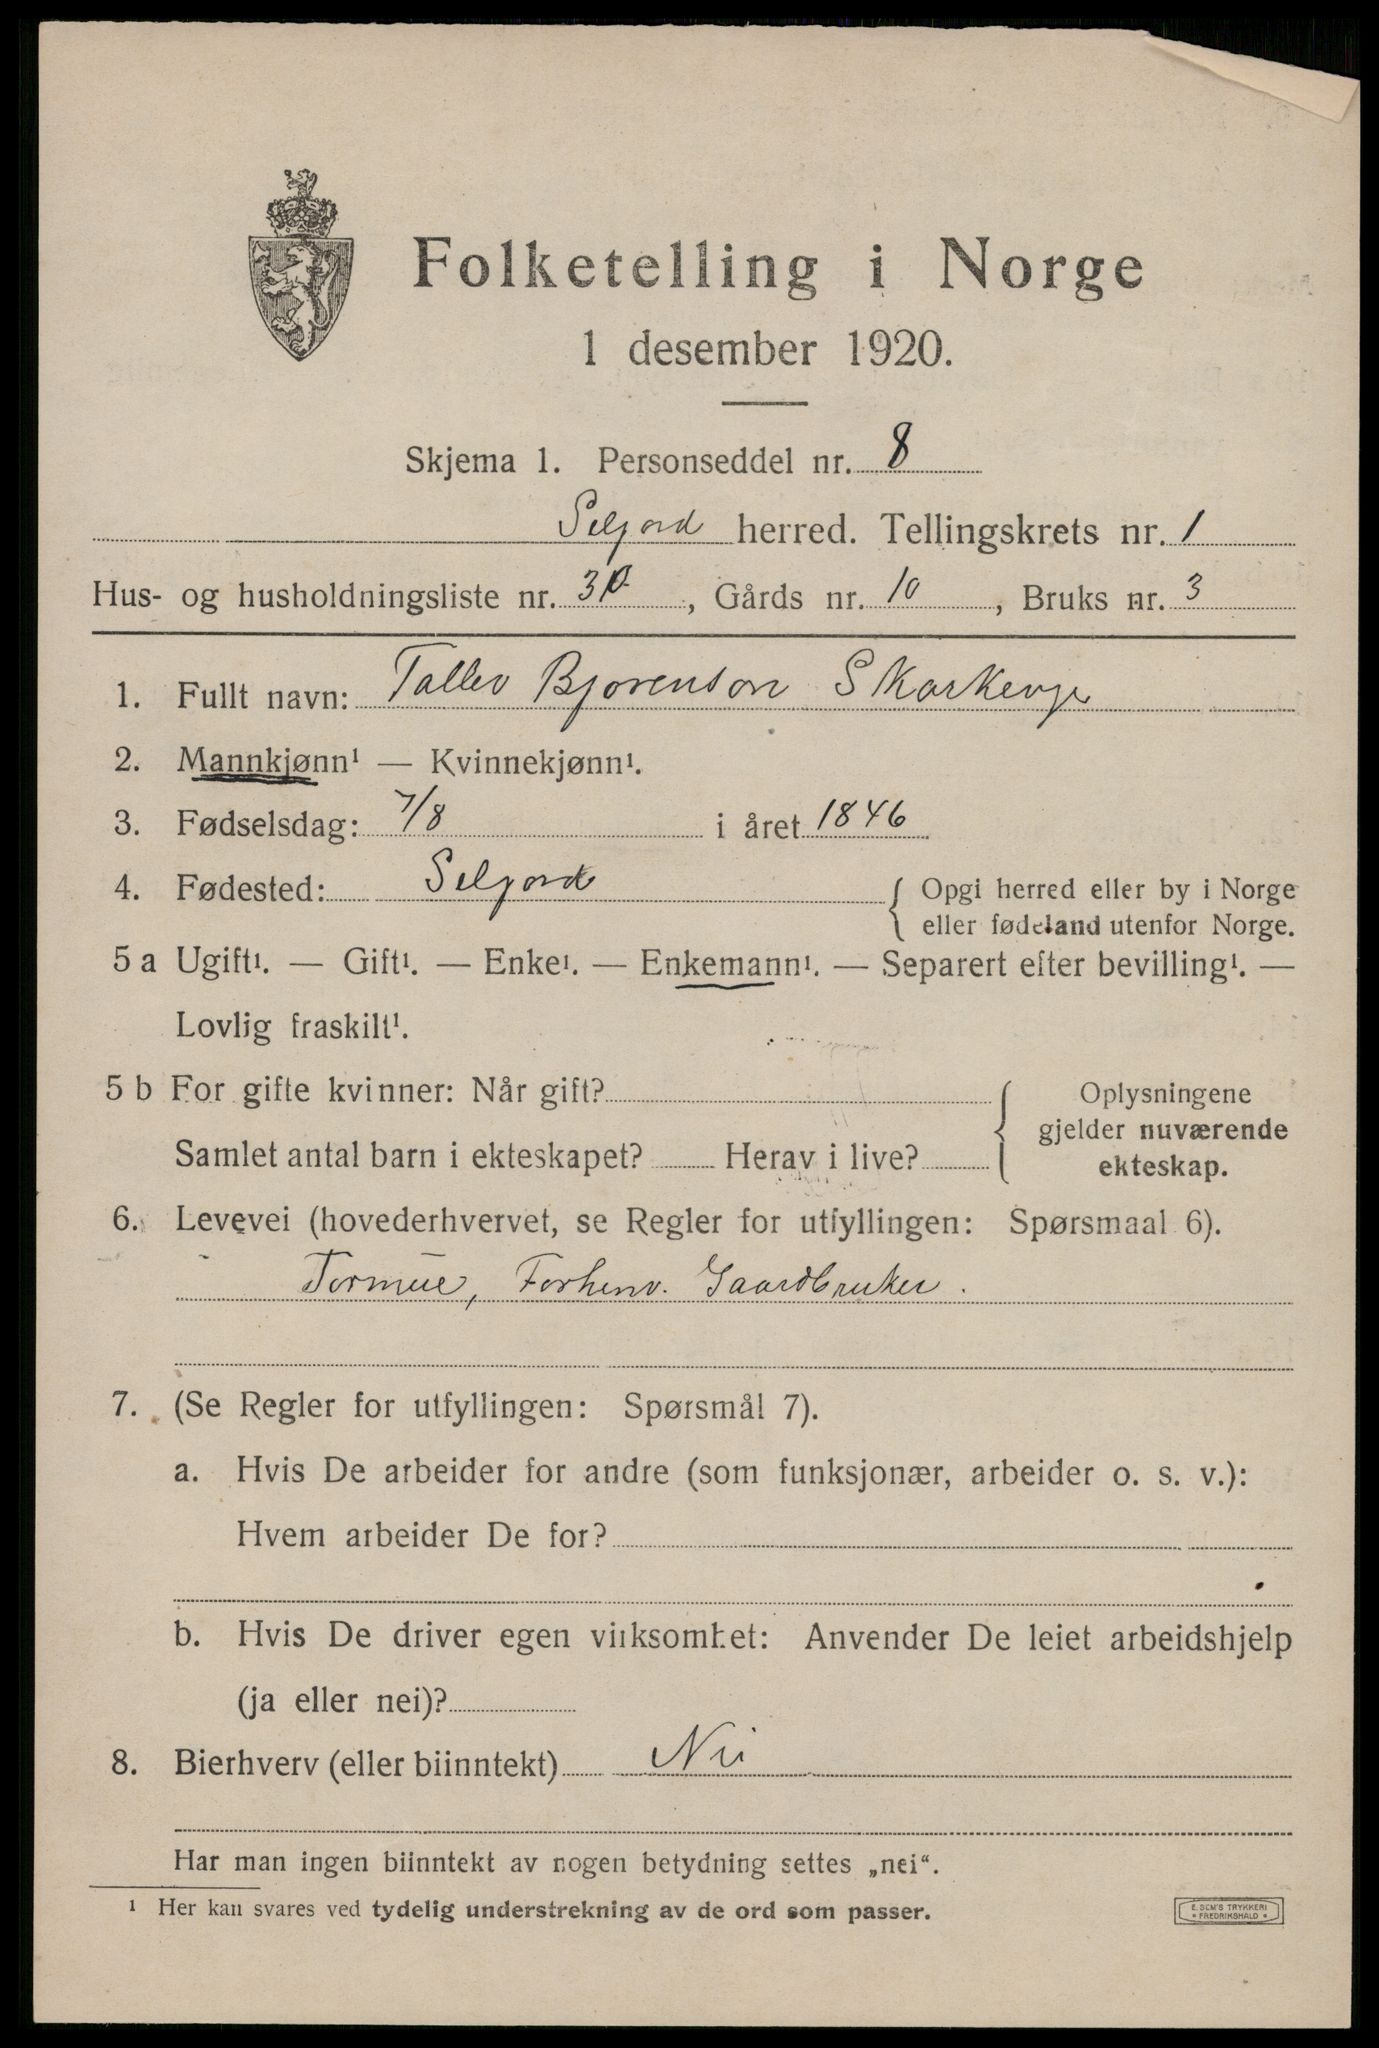 Folketelling i Norge
1 desember 1920.
Skjema 1. Personseddel nr. 8
Seljord herred. Tellingskrets nr. 1
Hus- og husholdningsliste nr. 30, Gårds nr. 10, Bruks nr. 3
1. Fullt navn: Tallev Bjørenson
2. Mannkjønn¹ — Kvinnekjønn¹.
3. Fødselsdag: 7/8 i året 1846
4. Fødested: Seljord { Opgi herred eller by i Norge
eller fødeland utenfor Norge.
5 a Ugift¹. — Gift¹. — Enke¹. — Enkemann¹. — Separert efter bevilling¹. —
Lovlig fraskilt¹.
5 b For gifte kvinner: Når gift?
Samlet antal barn i ekteskapet? Herav i live?
Oplysningene
gjelder nuværende
ekteskap.
6. Levevei (hovederhvervet, se Regler for utfyllingen: Spørsmaal 6).
Formue, Forhenv. Gaardbruker.
7. (Se Regler for utfyllingen: Spørsmål 7).
a. Hvis De arbeider for andre (som funksjonær, arbeider o. s. v.):
Hvem arbeider De for?
b. Hvis De driver egen virksomhet: Anvender De leiet arbeidshjelp
(ja eller nei)?
8. Bierhverv (eller biinntekt) Nei
Har man ingen biinntekt av nogen betydning settes „nei“.
¹ Her kan svares ved tydelig understrekning av de ord som passer.
E. SEM'S TRYKKERI
• FREDRIKSHALD •